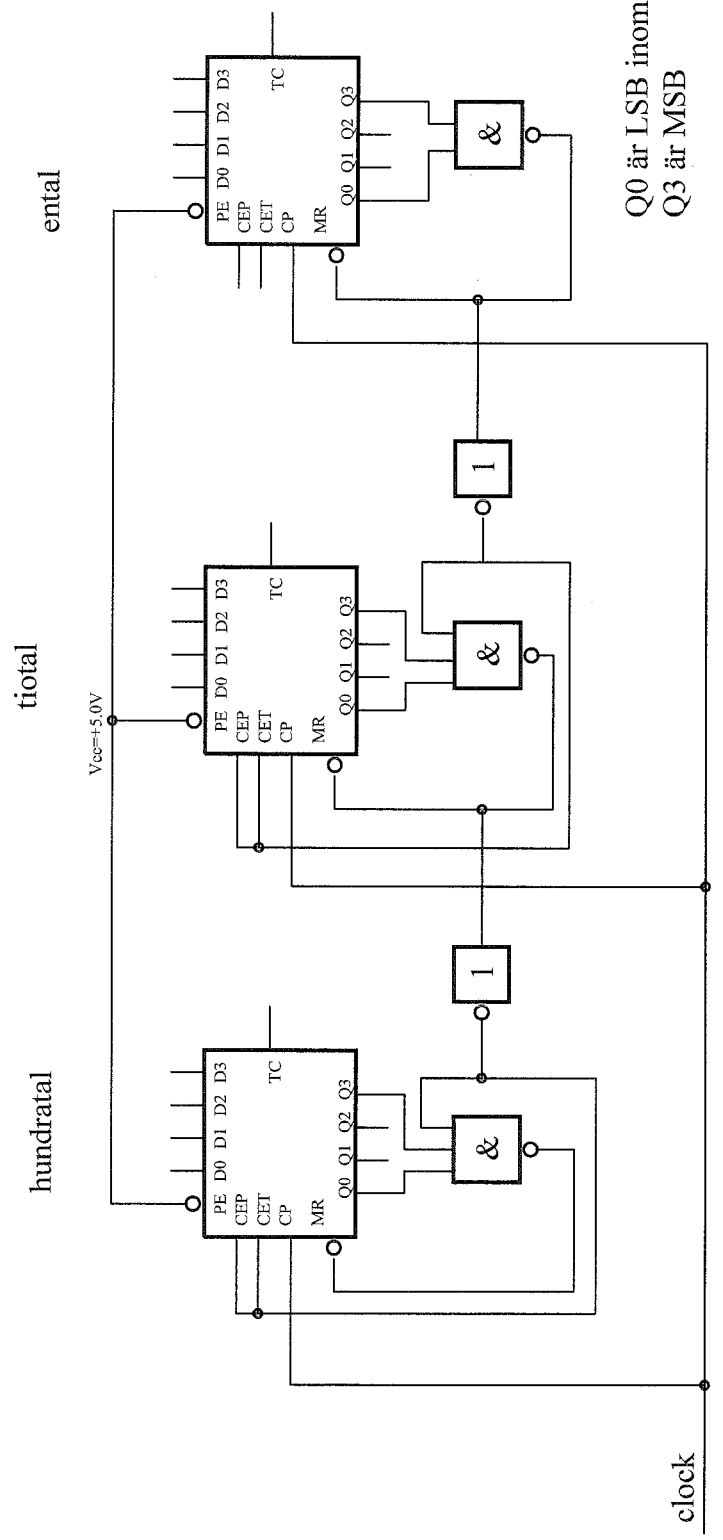 hundratal
tiotal
ental
Vcc=+5.0V
D0 D1 D2 D3
PE
CEP
CET
CP
TC
MR
Q0 Q1 Q2 Q3
&
1
D0 D1 D2 D3
PE
CEP
CET
CP
TC
MR
Q0 Q1 Q2 Q3
&
1
D0 D1 D2 D3
PE
CEP
CET
CP
TC
MR
Q0 Q1 Q2 Q3
&
clock
Q0 är LSB inom
Q3 är MSB